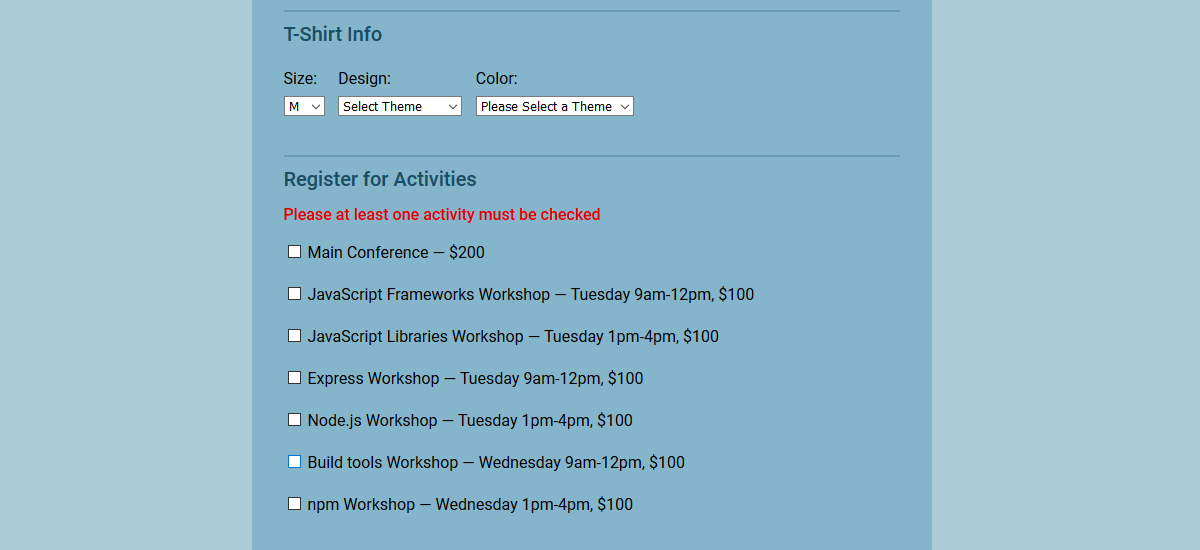 T-Shirt Info
Size: Design: Color:
M Select Theme Please Select a Theme
Register for Activities
Please at least one activity must be checked
Main Conference — $200
JavaScript Frameworks Workshop — Tuesday 9am-12pm, $100
JavaScript Libraries Workshop — Tuesday 1pm-4pm, $100
Express Workshop — Tuesday 9am-12pm, $100
Node.js Workshop — Tuesday 1pm-4pm, $100
Build tools Workshop — Wednesday 9am-12pm, $100
npm Workshop — Wednesday 1pm-4pm, $100